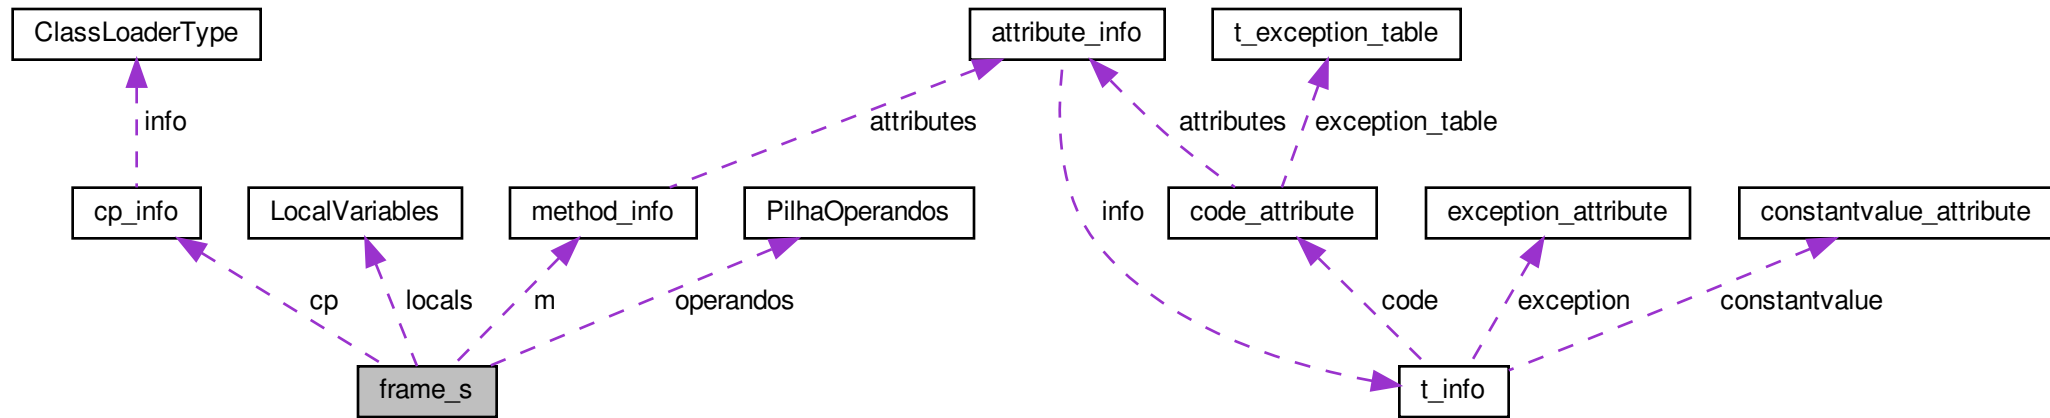 ClassLoaderType
attribute_info
t_exception_table
info
attributes
attributes
exception_table
cp_info
LocalVariables
method_info
PilhaOperandos
info
code_attribute
exception_attribute
constantvalue_attribute
cp
locals
m
operandos
code
exception
constantvalue
frame_s
t_info